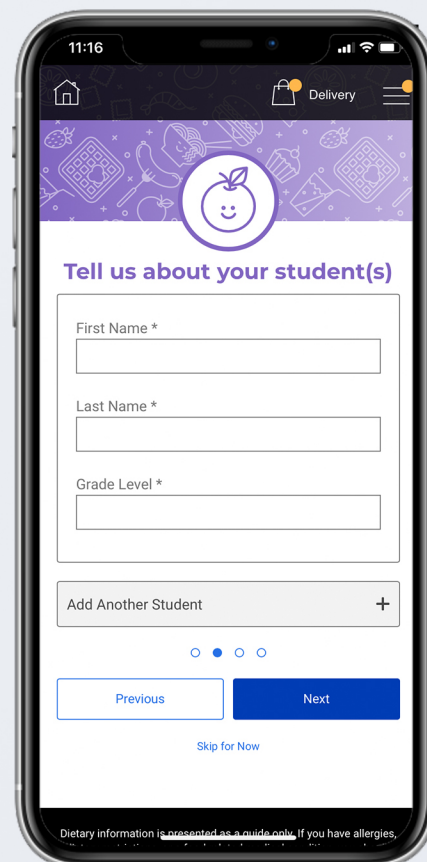 11:16
Delivery
Tell us about your student(s)
First Name *
Last Name *
Grade Level *
Add Another Student +
Previous
Next
Skip for Now
Dietary information is presented as a guide only. If you have allergies,